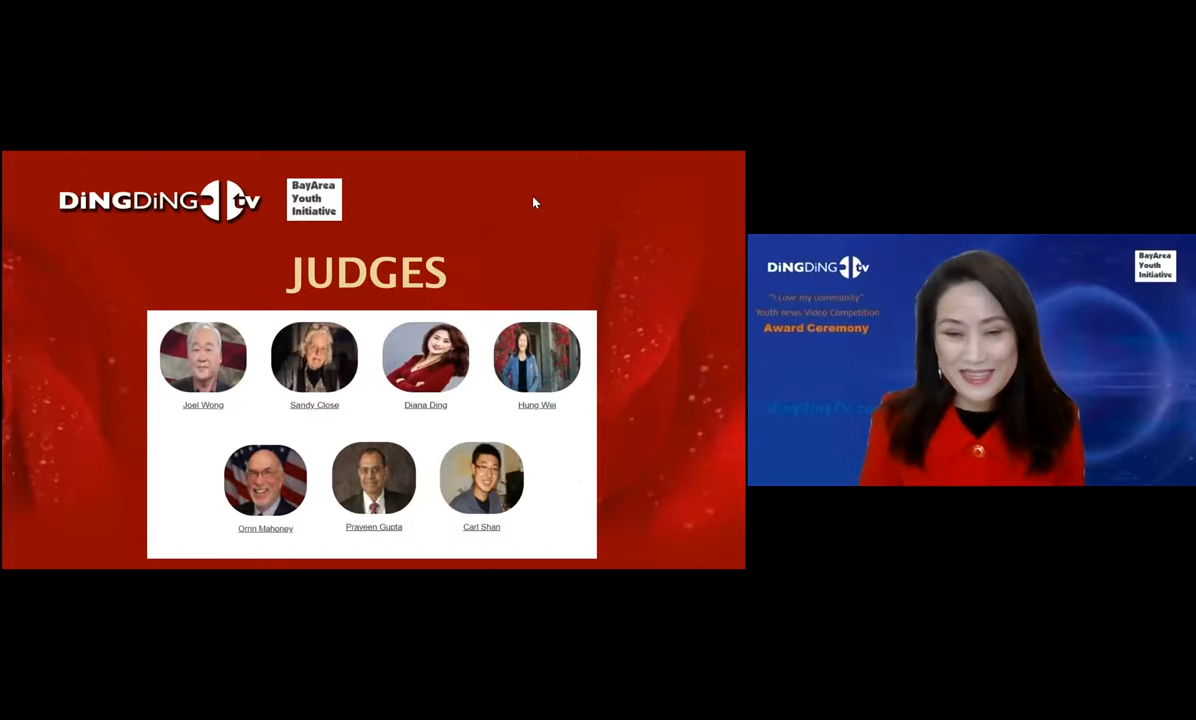 DiNGDiNG tv
BayArea
Youth
Initiative
JUDGES
Joel Wong
Sandy Close
Diana Ding
Hung Wei
Orrin Mahoney
Praveen Gupta
Carl Shan
DiNGDiNG tv
"I Love my community"
Youth news Video Competition
Award Ceremony
DingDingTV
BayArea
Youth
Initiative